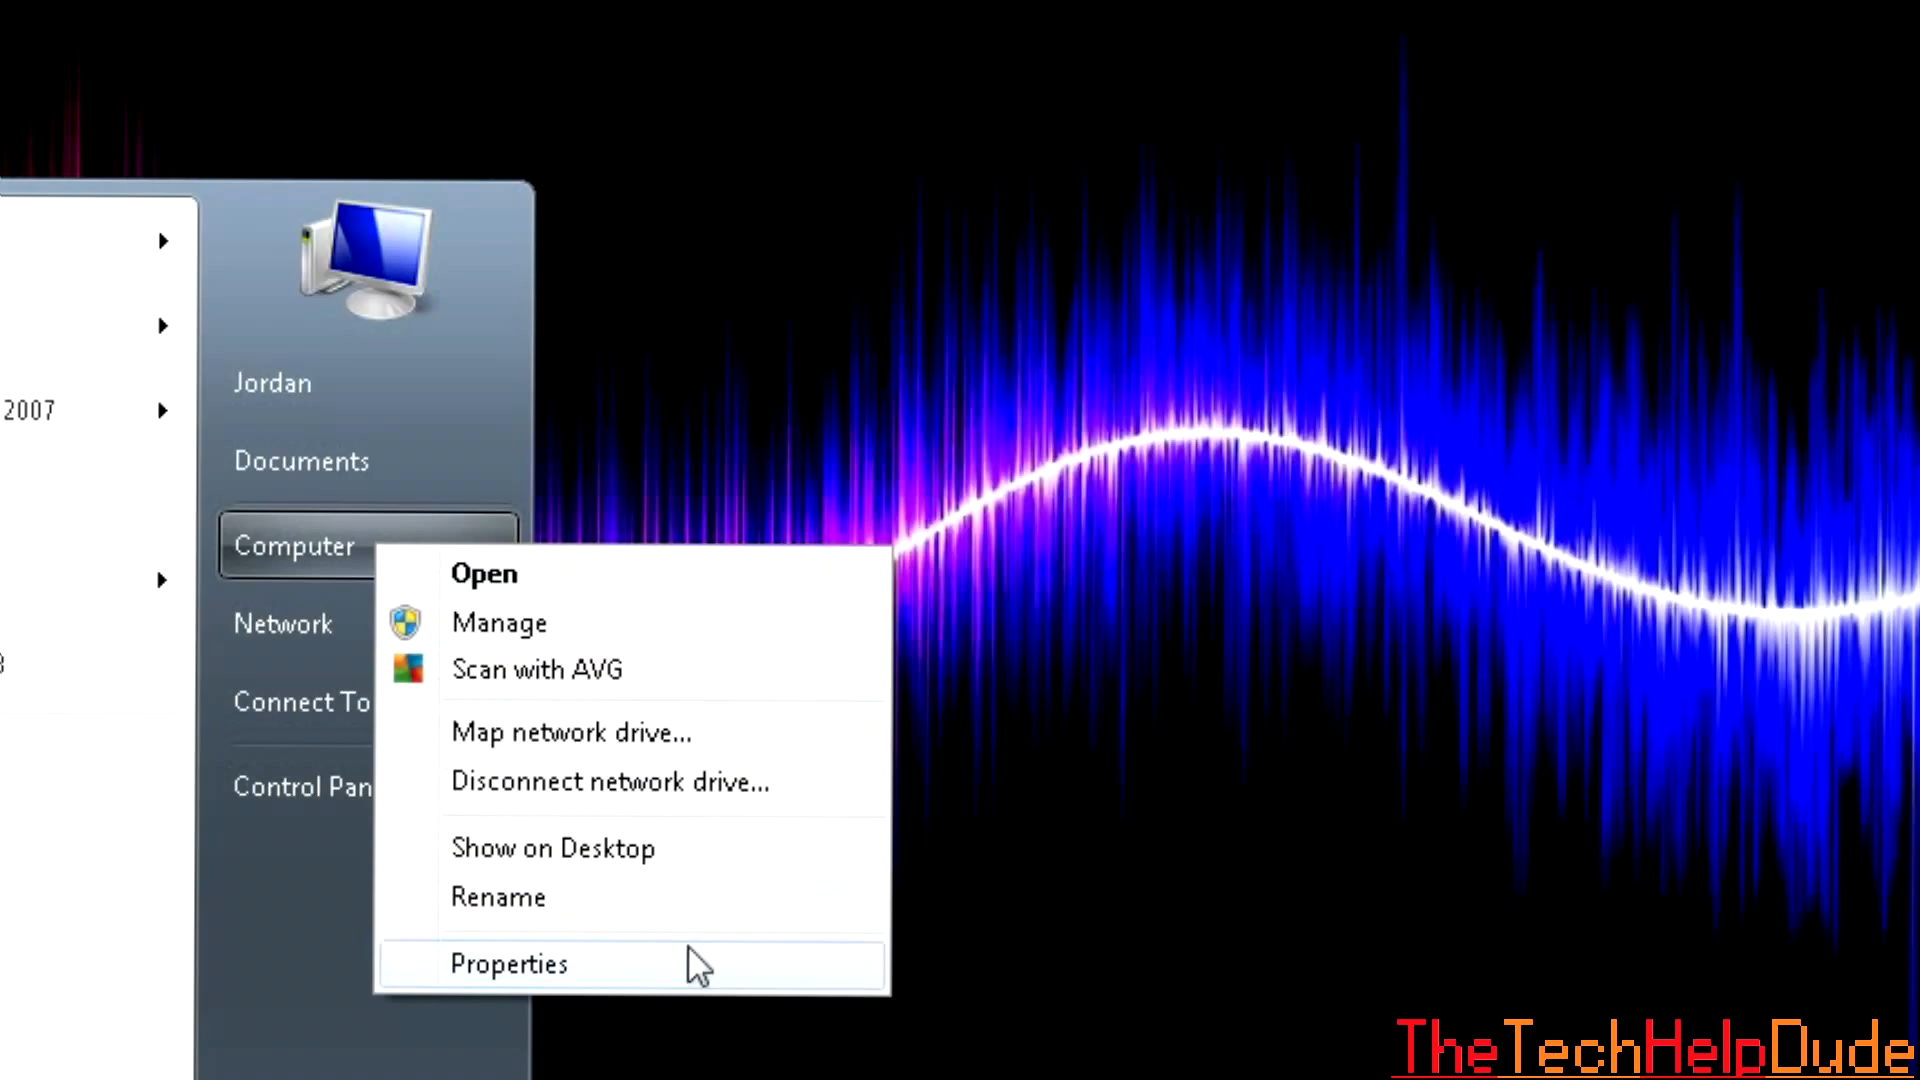 Jordan
2007
Documents
Computer
Open
Network
Manage
Scan with AVG
Connect To
Map network drive...
Control Pan
Disconnect network drive...
Show on Desktop
Rename
Properties
TheTechHelpDude